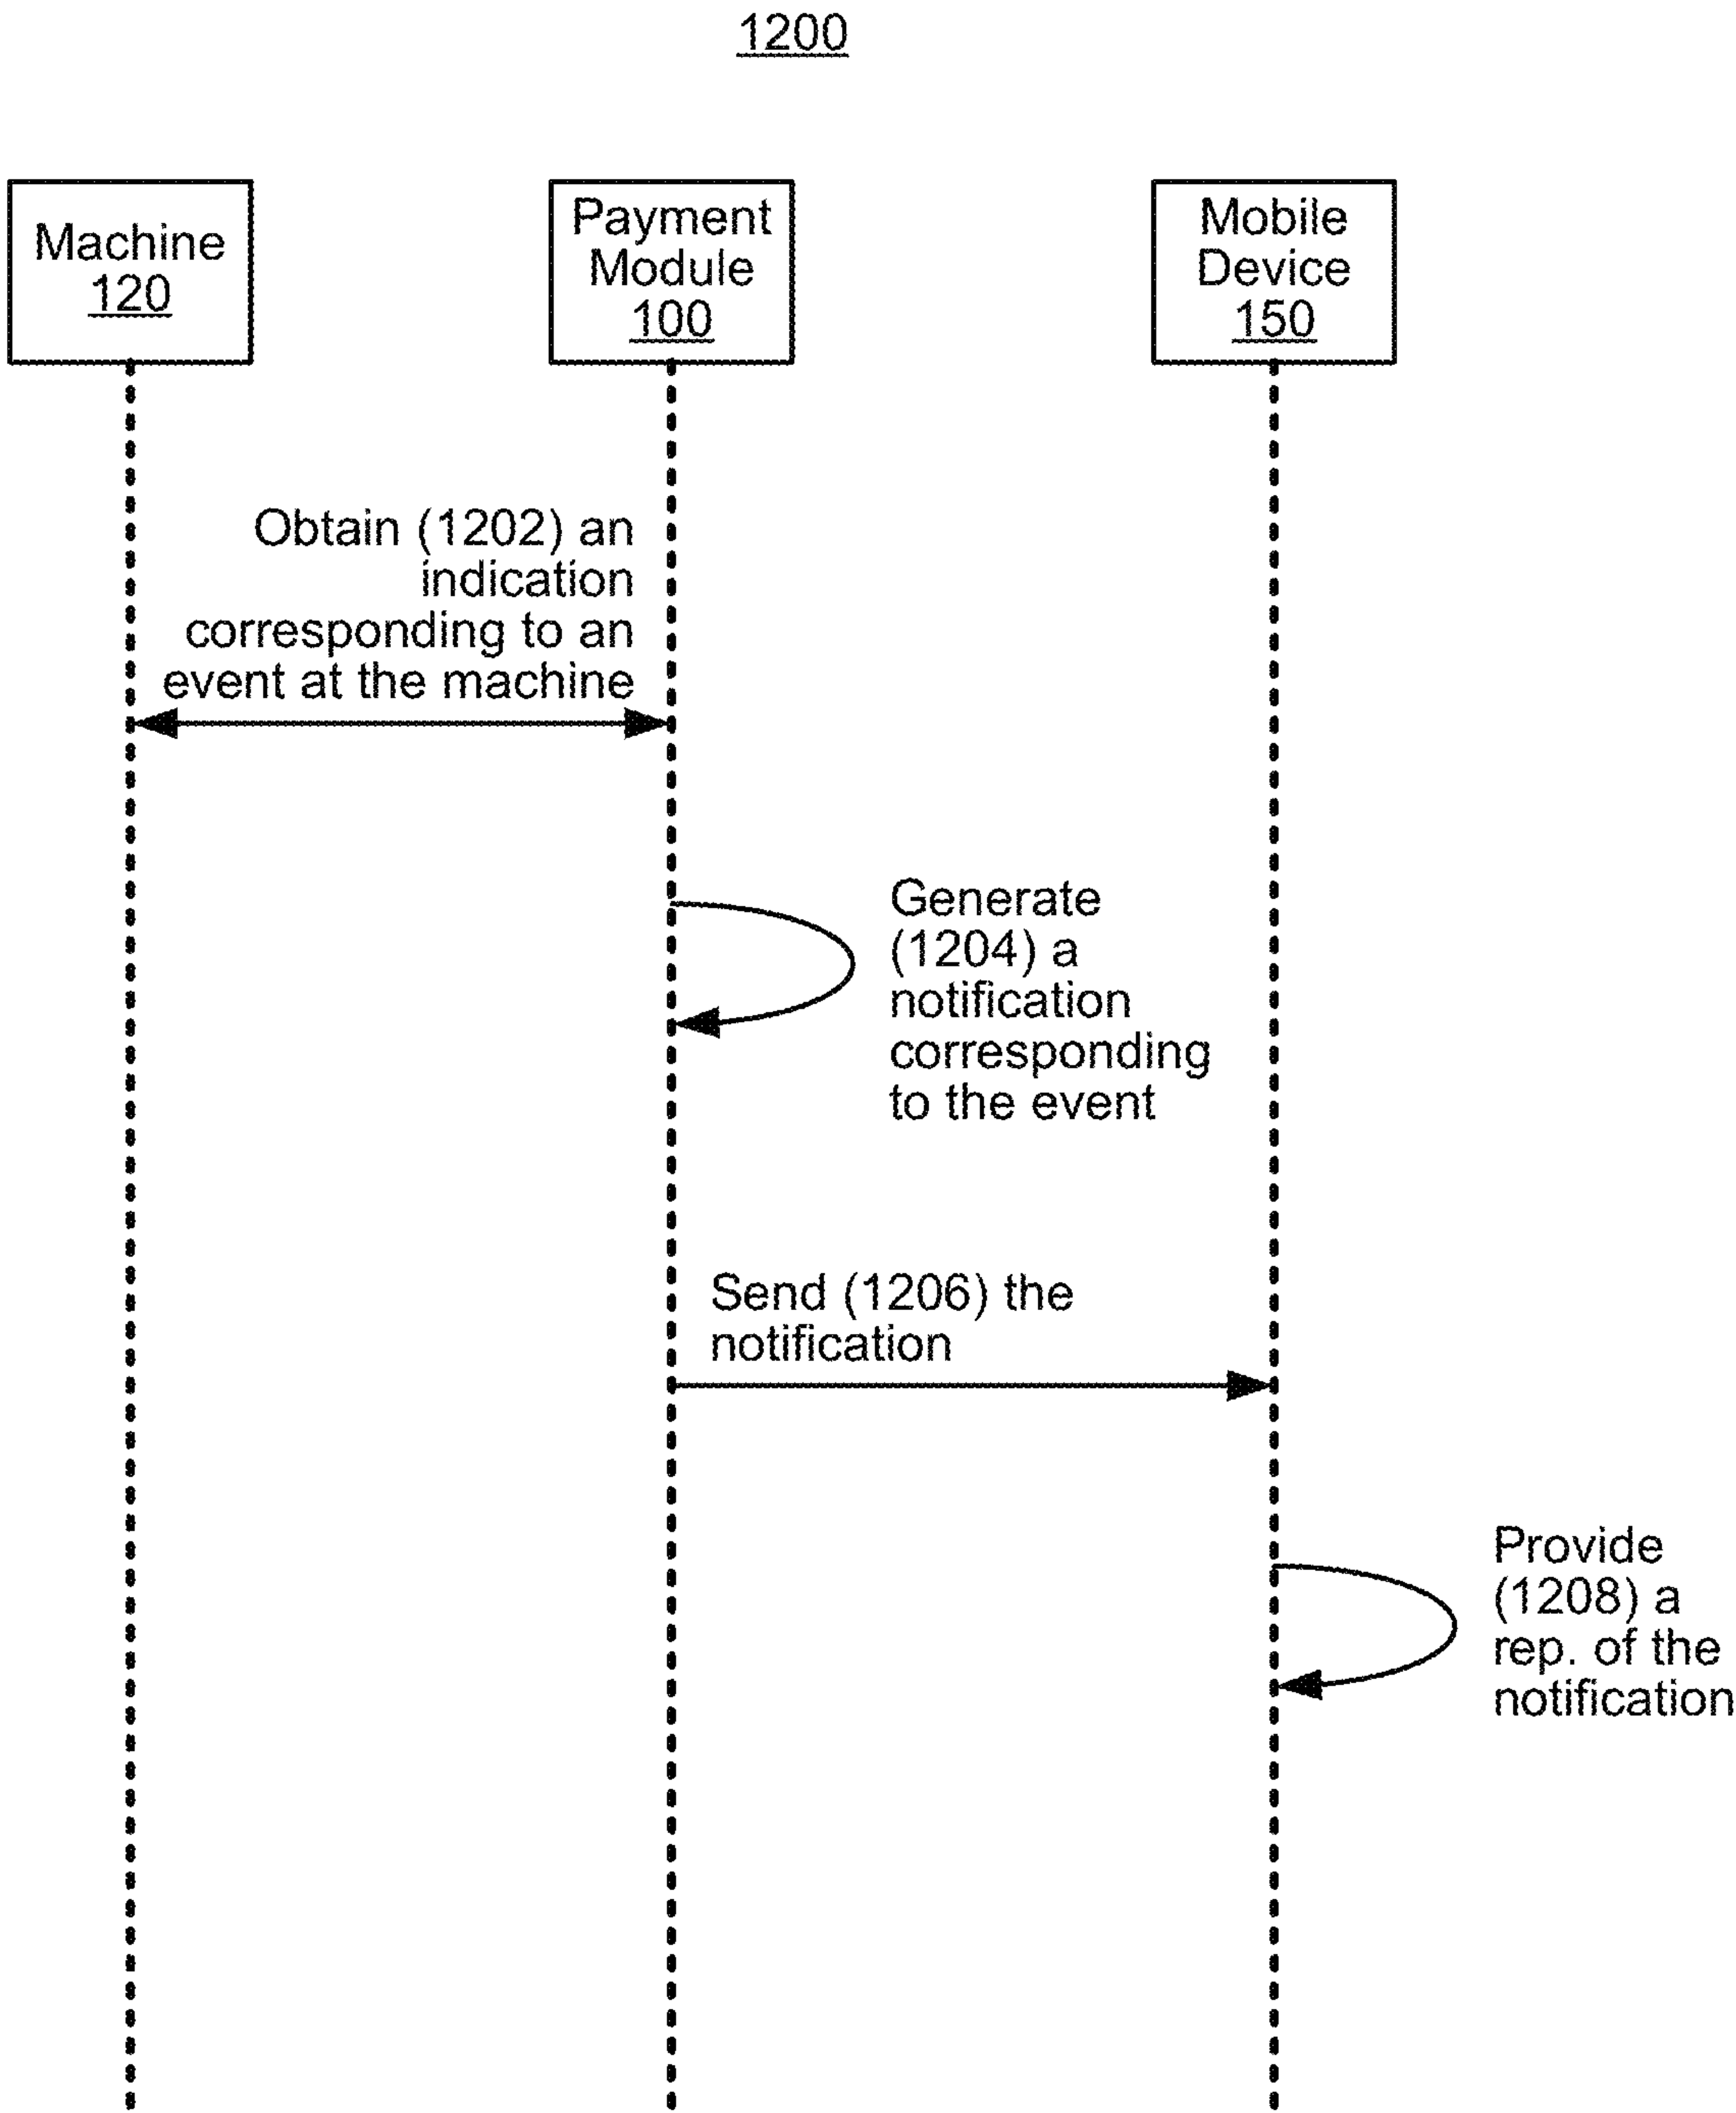 1200
Machine
120
Payment
Module
100
Mobile
Device
150
Obtain (1202) an
indication
corresponding to an
event at the machine
Generate
(1204) a
notification
corresponding
to the event
Send (1206) the
notification
Provide
(1208) a
rep. of the
notification